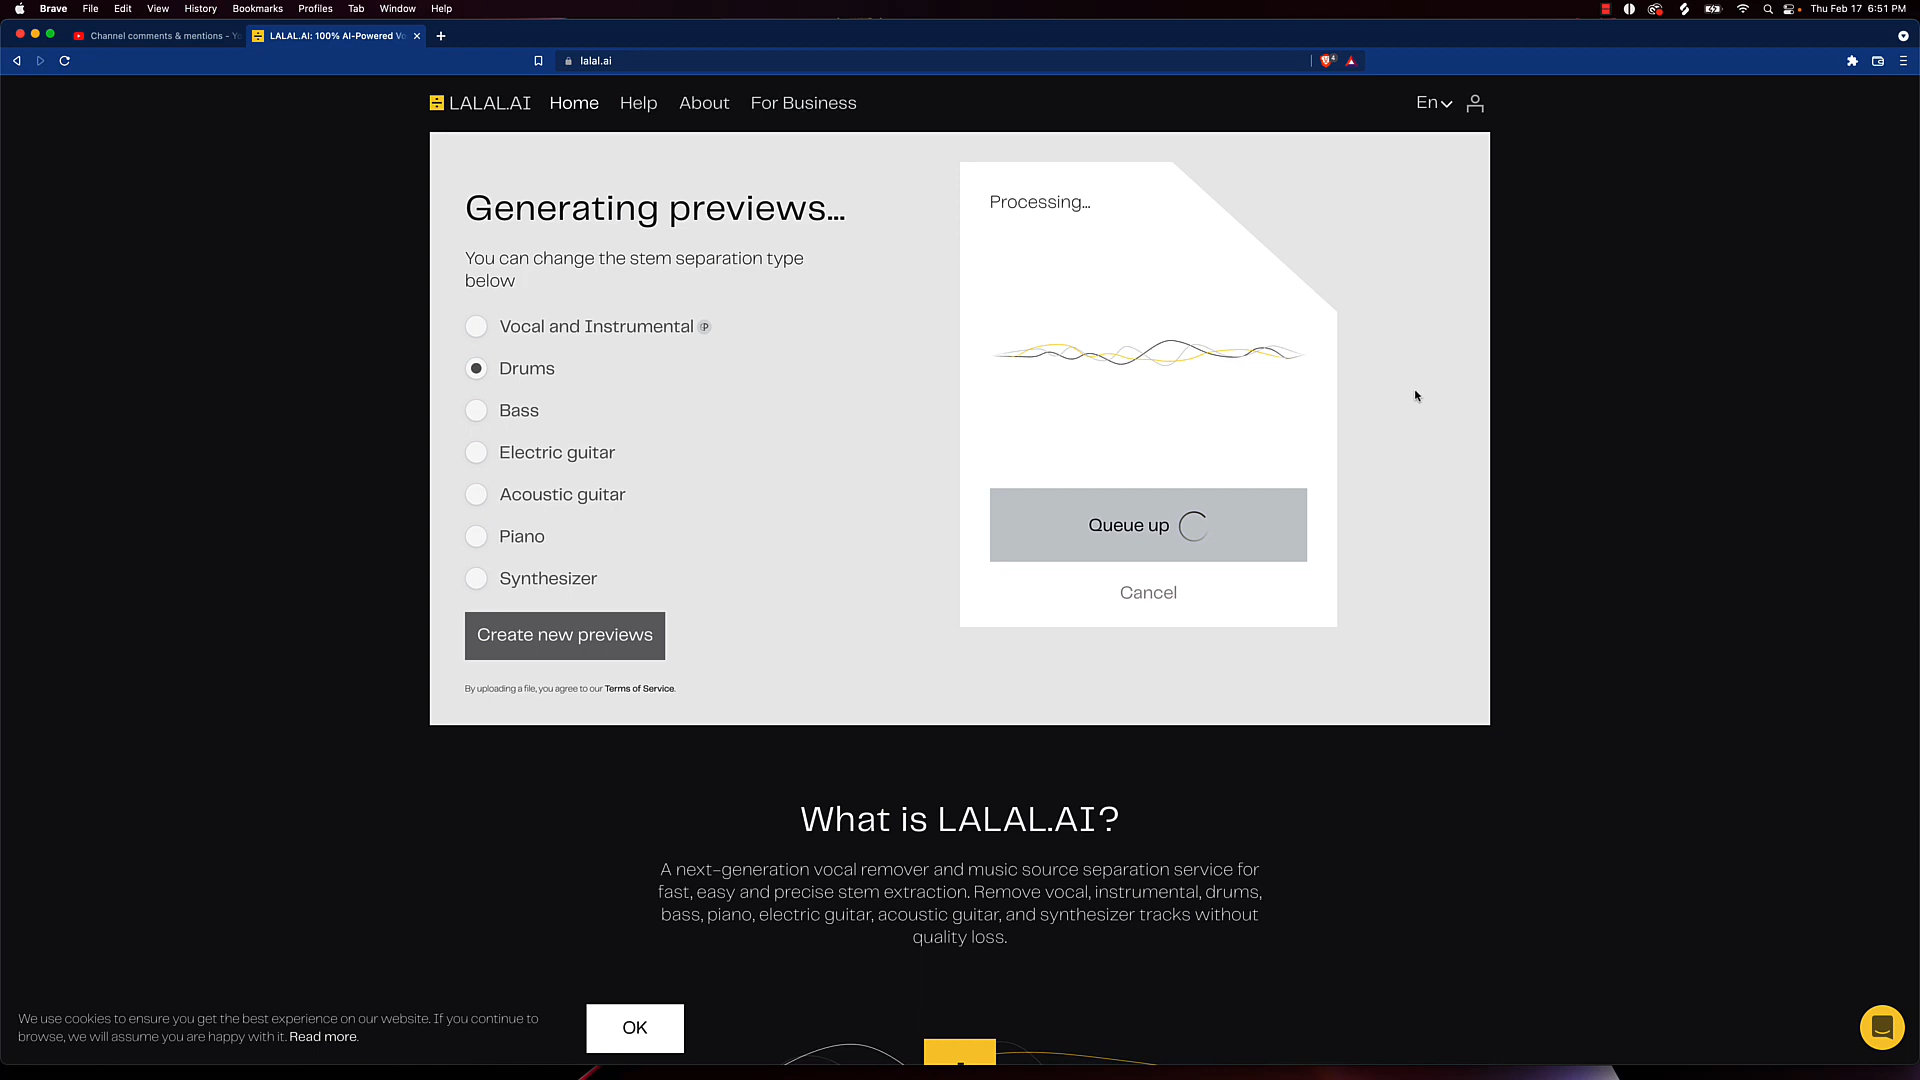 Brave File Edit View History Bookmarks Profiles Tab Window Help
Thu Feb 17 6:51 PM
Channel comments & mentions - Yo
LALAL.AI: 100% AI-Powered Vo
lalal.ai
4
LALAL.AI Home Help About For Business
En
Generating previews...
You can change the stem separation type
below
Vocal and Instrumental P
Drums
Bass
Electric guitar
Acoustic guitar
Piano
Synthesizer
Create new previews
By uploading a file, you agree to our Terms of Service.
Processing...
Queue up
Cancel
What is LALAL.AI?
A next-generation vocal remover and music source separation service for
fast, easy and precise stem extraction. Remove vocal, instrumental, drums,
bass, piano, electric guitar, acoustic guitar, and synthesizer tracks without
quality loss.
We use cookies to ensure you get the best experience on our website. If you continue to
browse, we will assume you are happy with it. Read more.
OK